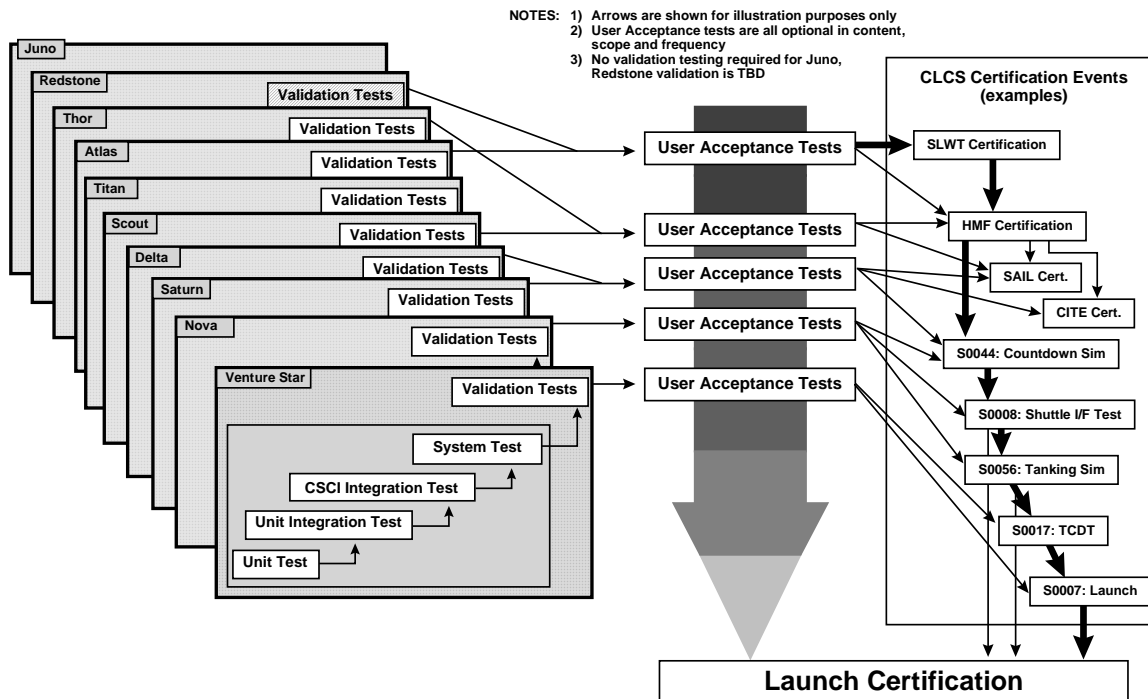 NOTES: 1) Arrows are shown for illustration purposes only
2) User Acceptance tests are all optional in content,
scope and frequency
3) No validation testing required for Juno,
Redstone validation is TBD
Juno
Redstone
Validation Tests
Thor
Validation Tests
Atlas
Validation Tests
Titan
Validation Tests
Scout
Validation Tests
Delta
Validation Tests
Saturn
Validation Tests
Nova
Validation Tests
Venture Star
Validation Tests
System Test
CSCI Integration Test
Unit Integration Test
Unit Test
User Acceptance Tests
User Acceptance Tests
User Acceptance Tests
User Acceptance Tests
User Acceptance Tests
CLCS Certification Events
(examples)
SLWT Certification
HMF Certification
SAIL Cert.
CITE Cert.
S0044: Countdown Sim
S0008: Shuttle I/F Test
S0056: Tanking Sim
S0017: TCDT
S0007: Launch
Launch Certification